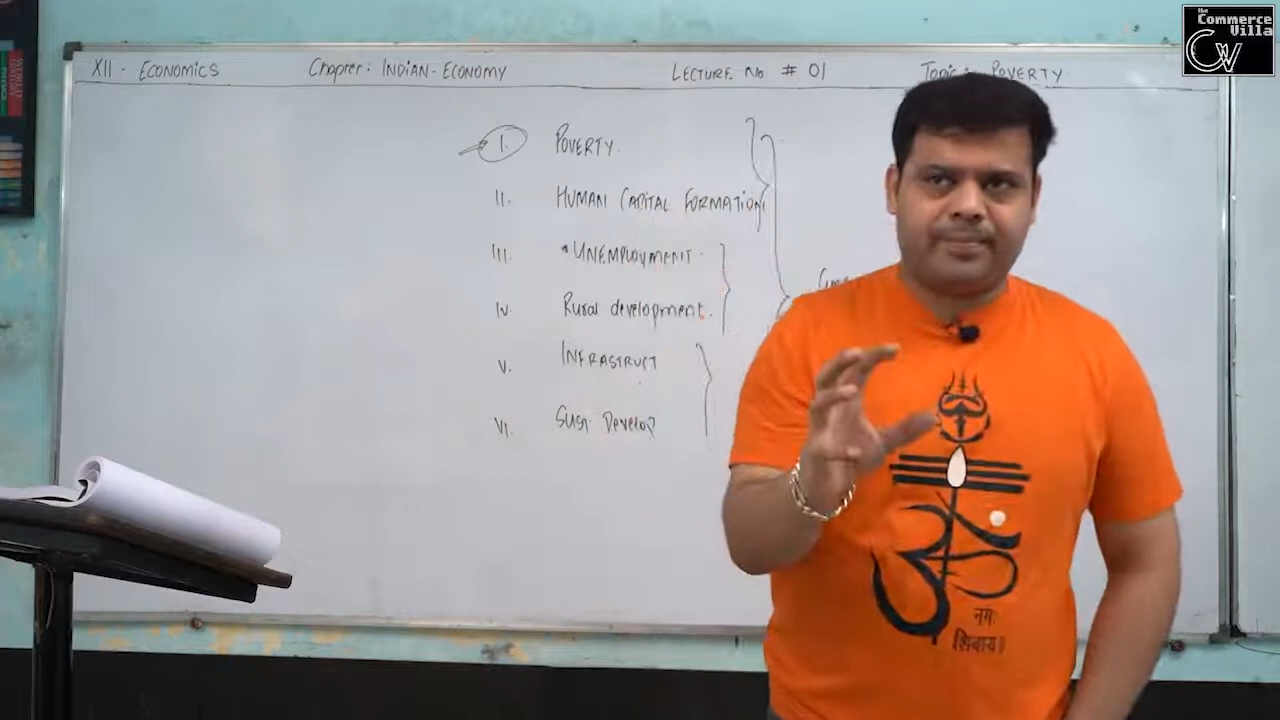 the
Commerce
Villa
CV
XII - ECONOMICS Chapter: INDIAN-ECONOMY LECTURE No # 01 TOPIC: POVERTY
I. POVERTY.
II. HUMAN CAPITAL FORMATION
III. *UNEMPLOYMENT.
IV. Rural development.
V. INFRASTRUCT
VI. SUST. Develop
नमः
शिवाय॥